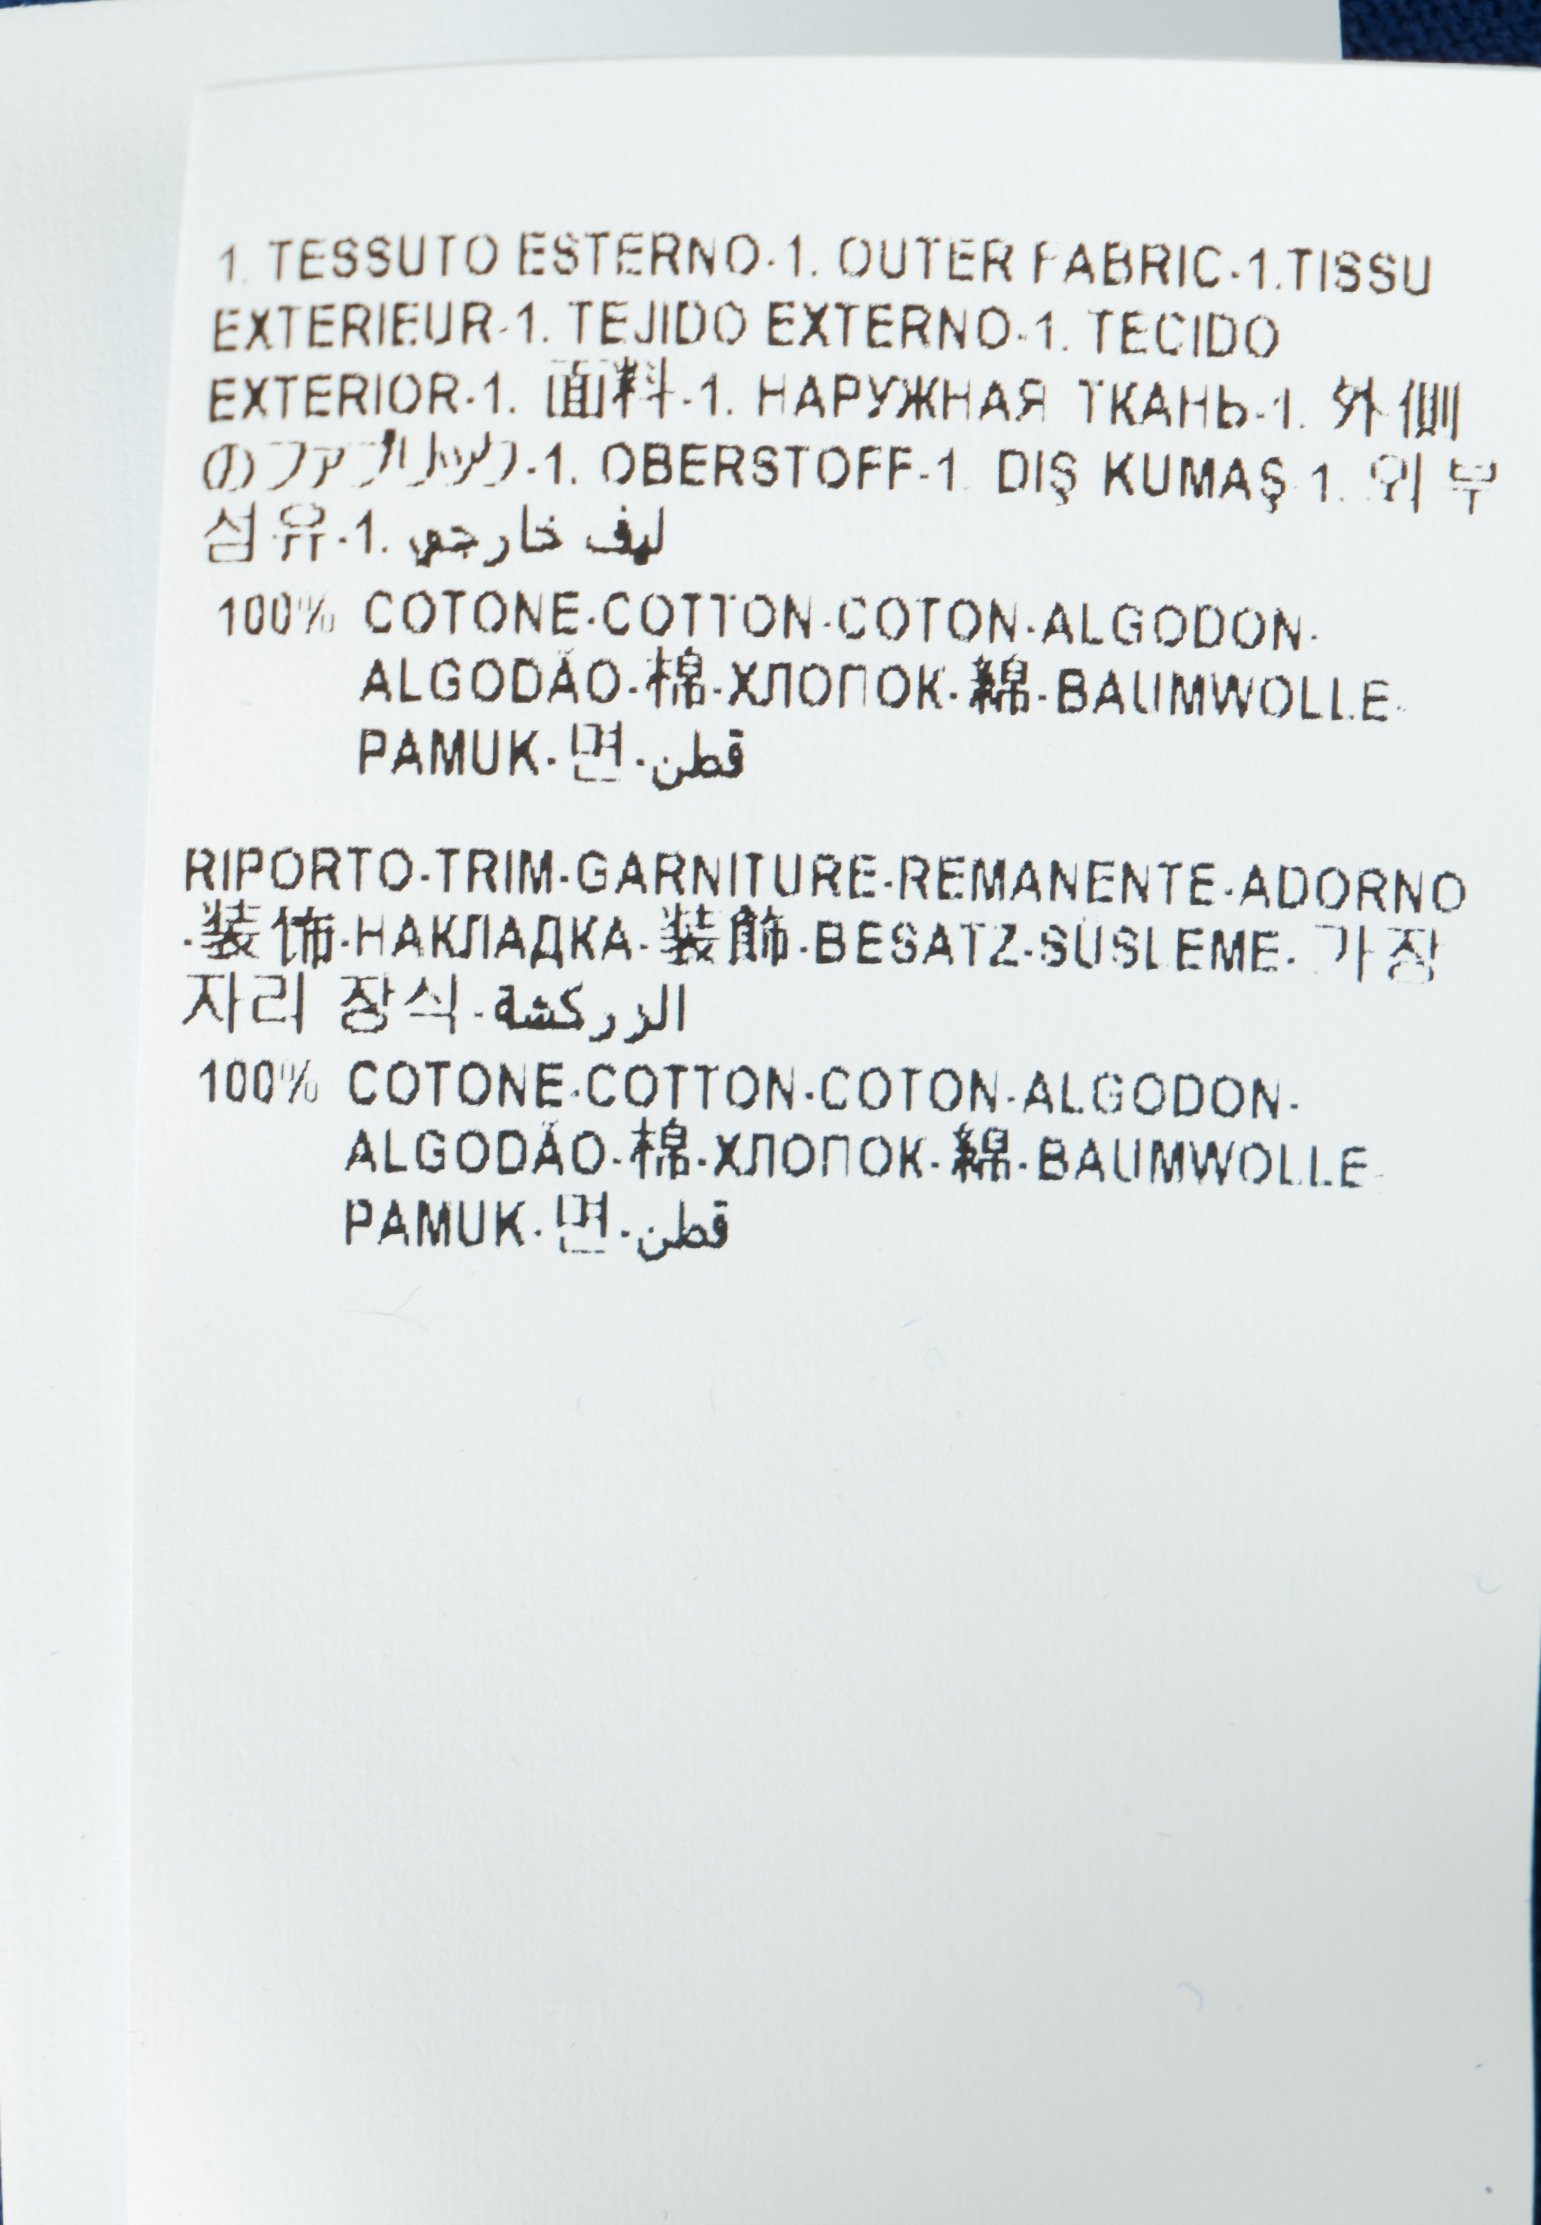 1. TESSUTO ESTERNO-1. OUTER FABRIC-1.TISSU
EXTERIEUR-1. TEJIDO EXTERNO-1. TECIDO
EXTERIOR-1. 面料-1. НАРУЖНАЯ ТКАНЬ-1. 外側
のファブリック-1. OBERSTOFF-1. DIŞ KUMAŞ-1. 외부
섬유-1. ليف خارجي
100% COTONE-COTTON-COTON-ALGODON-
ALGODÃO-棉-ХЛОПОК-綿-BAUMWOLLE-
PAMUK-면-قطن
RIPORTO-TRIM-GARNITURE-REMANENTE-ADORNO
-装饰-НАКЛАДКА-装飾-BESATZ-SÜSLEME-가장
자리 장식-الزركشة
100% COTONE-COTTON-COTON-ALGODON-
ALGODÃO-棉-ХЛОПОК-綿-BAUMWOLLE-
PAMUK-면-قطن